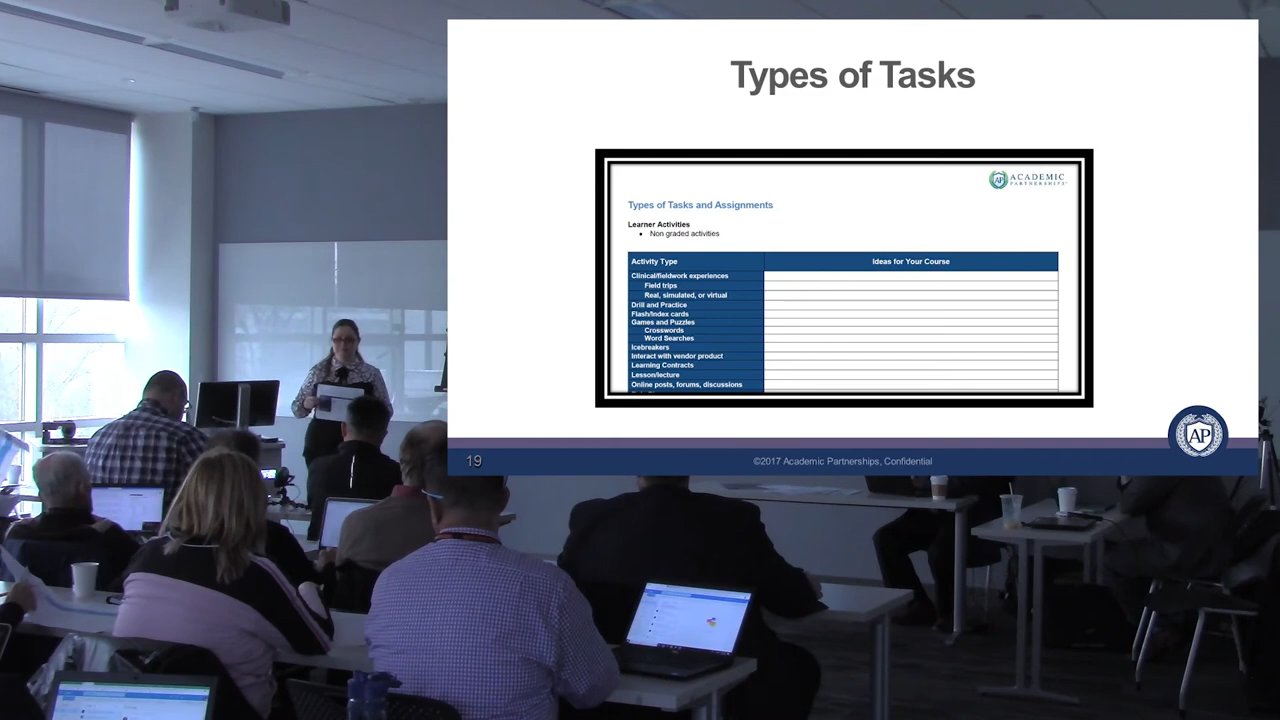 Types of Tasks
AP ACADEMIC
PARTNERSHIPS
Types of Tasks and Assignments
Learner Activities
• Non graded activities
Activity Type Ideas for Your Course
Clinical/fieldwork experiences
Field trips
Real, simulated, or virtual
Drill and Practice
Flash/Index cards
Games and Puzzles
Crosswords
Word Searches
Icebreakers
Interact with vendor product
Learning Contracts
Lesson/lecture
Online posts, forums, discussions
AP
19 ©2017 Academic Partnerships, Confidential